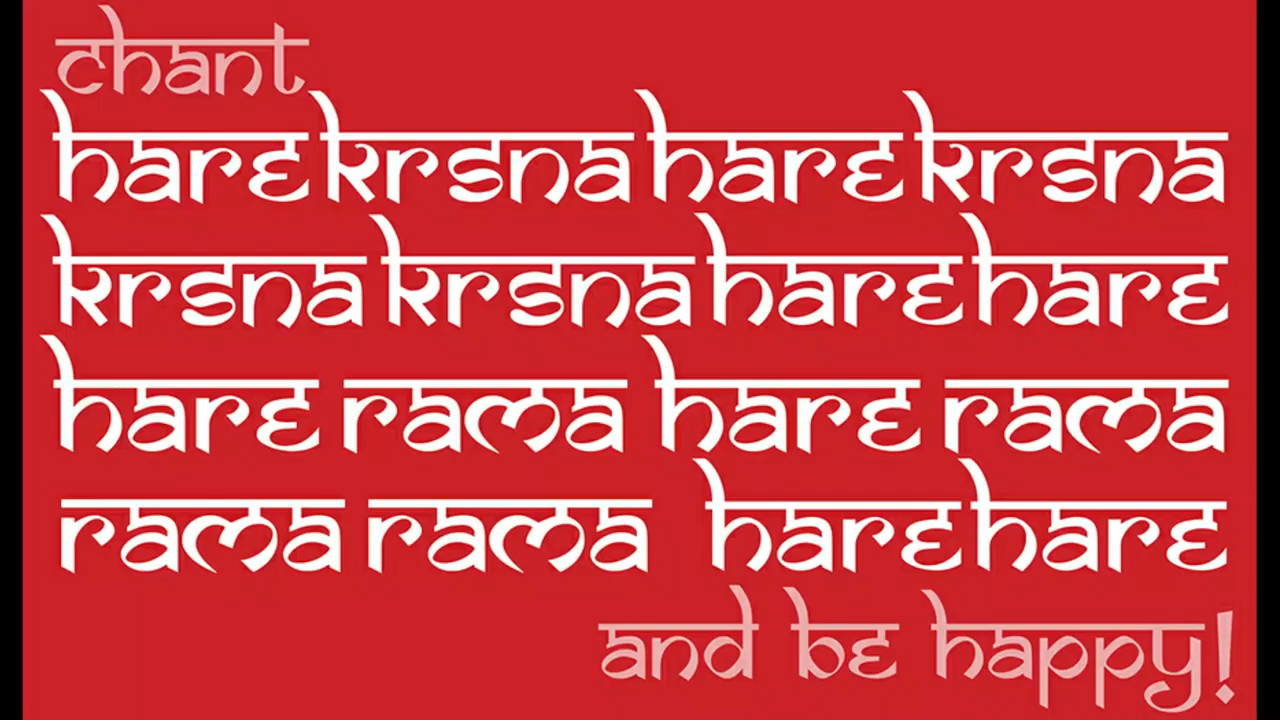 chant
hare krsna hare krsna
krsna krsna hare hare
hare rama hare rama
rama rama hare hare
and be happy!